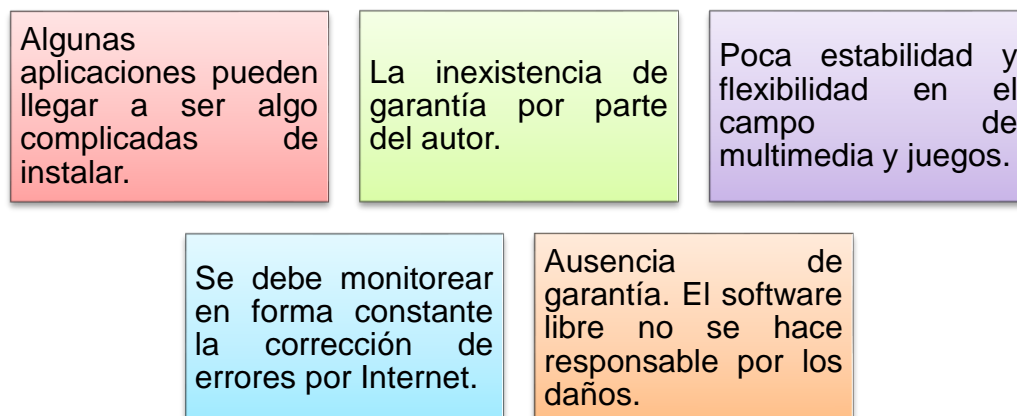 Algunas
aplicaciones pueden
llegar a ser algo
complicadas de
instalar.
La inexistencia de
garantía por parte
del autor.
Poca estabilidad y
flexibilidad en el
campo de
multimedia y juegos.
Se debe monitorear
en forma constante
la corrección de
errores por Internet.
Ausencia de
garantía. El software
libre no se hace
responsable por los
daños.